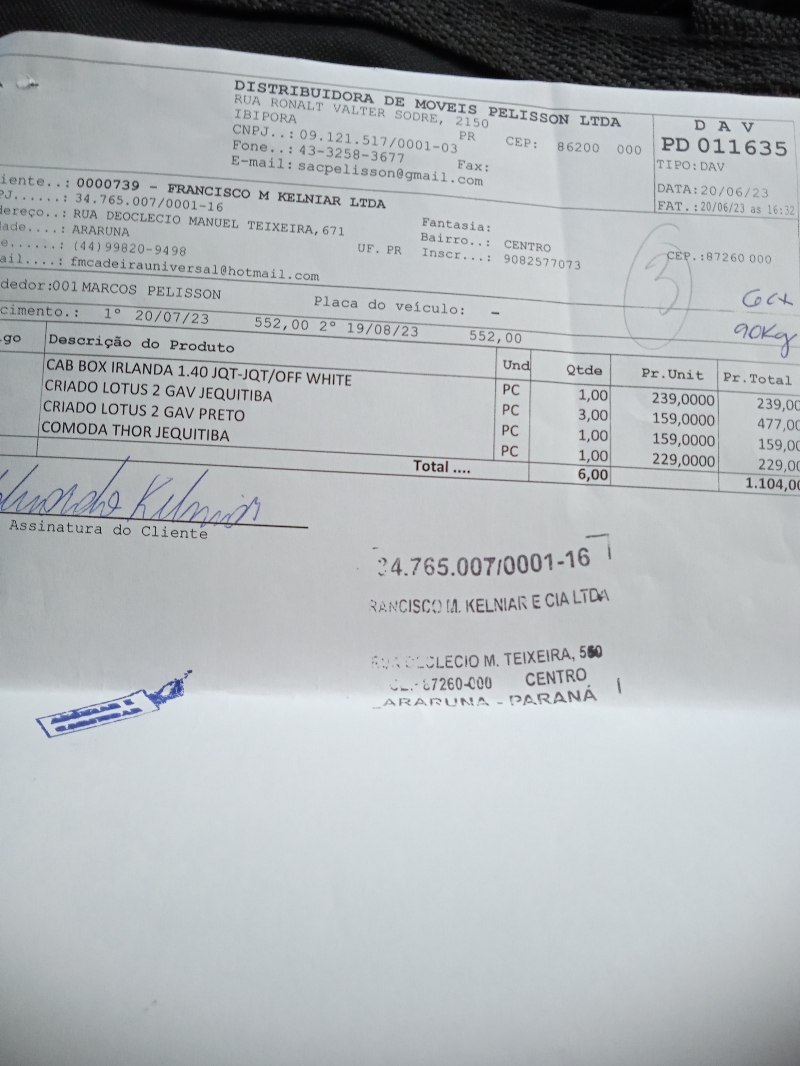 DISTRIBUIDORA DE MOVEIS PELISSON LTDA
RUA RONALT VALTER SODRE, 2150
IBIPORA PR CEP: 86200 000
CNPJ..: 09.121.517/0001-03
Fone..: 43-3258-3677 Fax:
E-mail: sacpelisson@gmail.com
D A V
PD 011635
TIPO: DAV
DATA: 20/06/23
FAT.: 20/06/23 as 16:32
iente..: 0000739 - FRANCISCO M KELNIAR LTDA
PJ......: 34.765.007/0001-16
dereço..: RUA DEOCLECIO MANUEL TEIXEIRA, 671
dade....: ARARUNA UF. PR
e......: (44) 99820-9498
ail....: fmcadeirauniversal@hotmail.com
Fantasia:
Bairro..: CENTRO
Inscr...: 9082577073
CEP.: 87260 000
3
90Kg
dedor: 001 MARCOS PELISSON Placa do veículo: -
cimento.: 1° 20/07/23 552,00 2° 19/08/23 552,00
igo Descrição do Produto Und Qtde Pr.Unit Pr.Total
CAB BOX IRLANDA 1.40 JQT-JQT/OFF WHITE PC 1,00 239,0000 239,00
CRIADO LOTUS 2 GAV JEQUITIBA PC 3,00 159,0000 477,00
CRIADO LOTUS 2 GAV PRETO PC 1,00 159,0000 159,00
COMODA THOR JEQUITIBA PC 1,00 229,0000 229,00
Total .... 6,00 1.104,00
Kelniar
Assinatura do Cliente
34.765.007/0001-16
RANCISCO M. KELNIAR E CIA LTDA
CLECIO M. TEIXEIRA, 560
87260-000 CENTRO
ARARUNA - PARANÁ